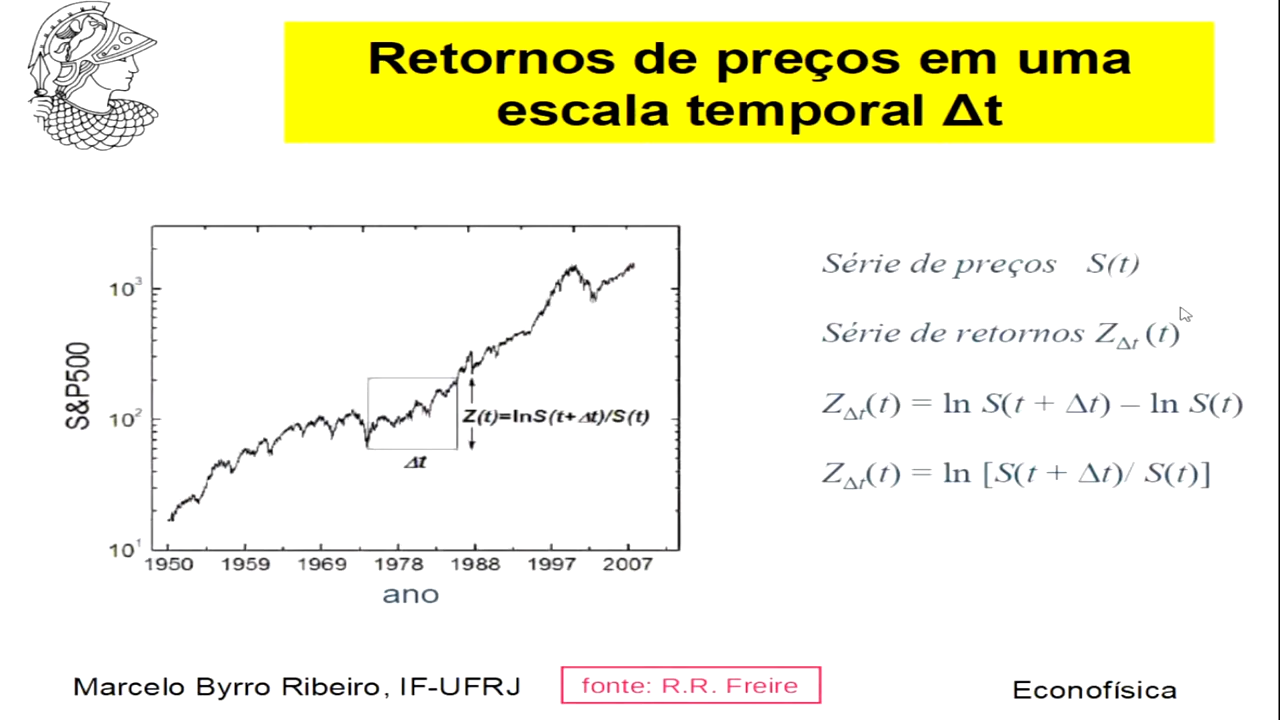 Retornos de preços em uma
escala temporal Δt
S&P500
10³
10²
10¹
Z(t)=lnS(t+Δt)/S(t)
Δt
1950 1959 1969 1978 1988 1997 2007
ano
Série de preços S(t)
Série de retornos Z_Δt (t)
Z_Δt(t) = ln S(t + Δt) – ln S(t)
Z_Δt(t) = ln [S(t + Δt)/ S(t)]
Marcelo Byrro Ribeiro, IF-UFRJ
fonte: R.R. Freire
Econofísica